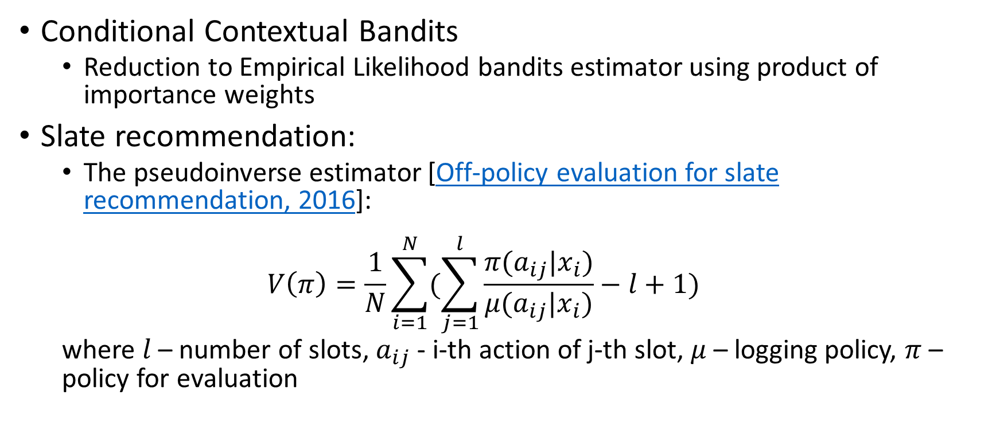 • Conditional Contextual Bandits
• Reduction to Empirical Likelihood bandits estimator using product of
importance weights
• Slate recommendation:
• The pseudoinverse estimator [Off-policy evaluation for slate
recommendation, 2016]:
$V(\pi) = \frac{1}{N}\sum_{i=1}^{N}(\sum_{j=1}^{l}\frac{\pi(a_{ij}|x_i)}{\mu(a_{ij}|x_i)} - l + 1)$
where $l$ – number of slots, $a_{ij}$ - i-th action of j-th slot, $\mu$ – logging policy, $\pi$ –
policy for evaluation